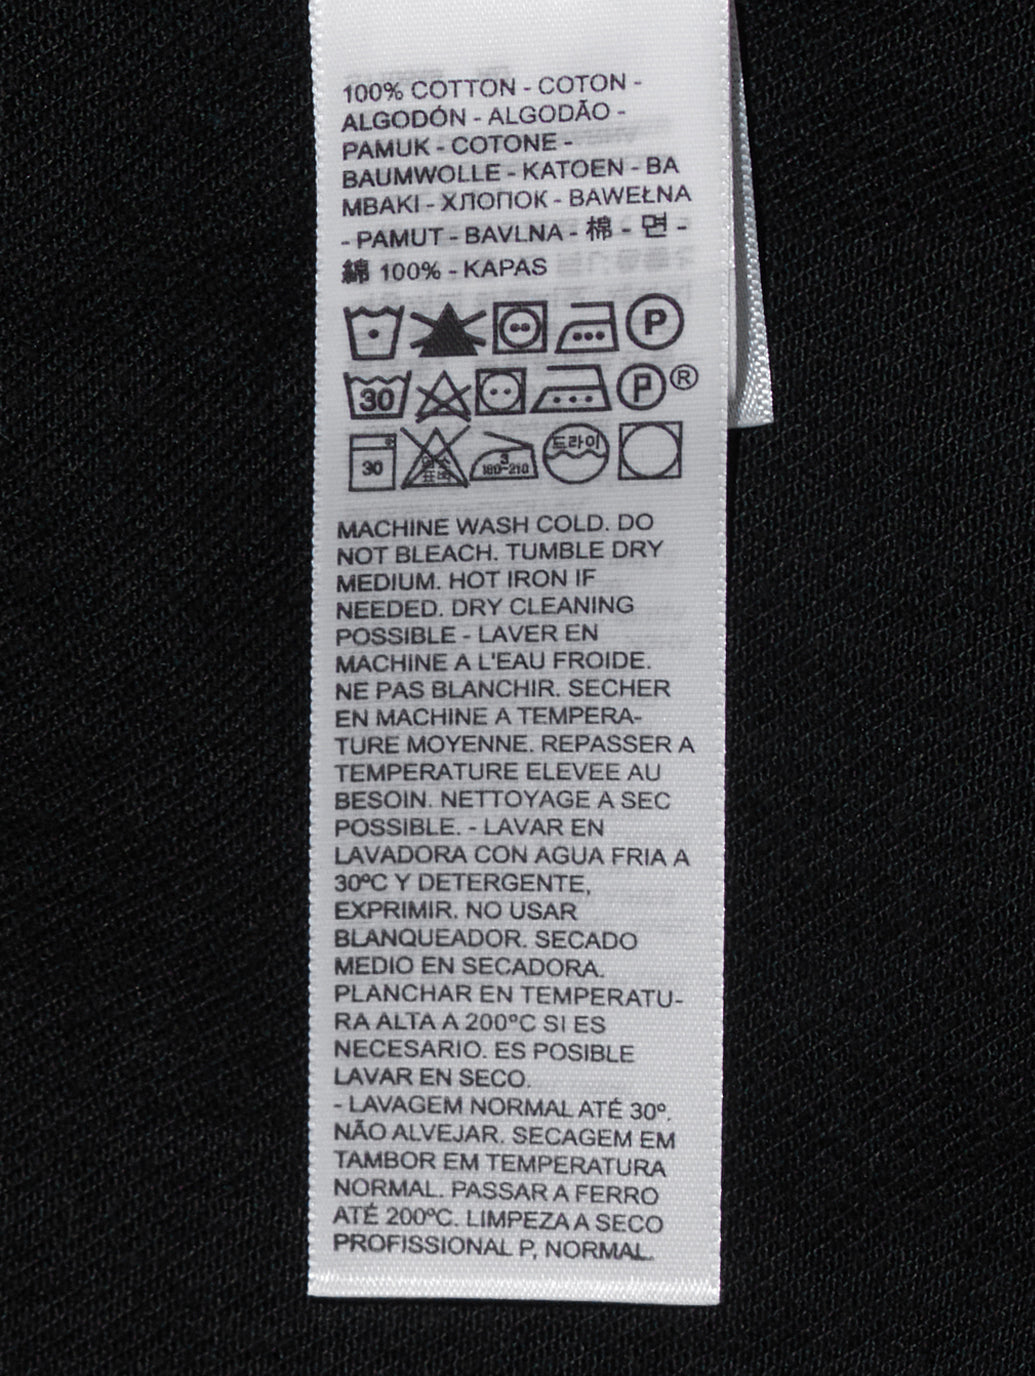 100% COTTON - COTON -
ALGODÓN - ALGODÃO -
PAMUK - COTONE -
BAUMWOLLE - KATOEN - BA
MBAKI - ХЛОПОК - BAWEŁNA
- PAMUT - BAVLNA - 棉 - 면 -
綿 100% - KAPAS
P
30 P ®
30 3 180-210 드라이
MACHINE WASH COLD. DO
NOT BLEACH. TUMBLE DRY
MEDIUM. HOT IRON IF
NEEDED. DRY CLEANING
POSSIBLE - LAVER EN
MACHINE A L'EAU FROIDE.
NE PAS BLANCHIR. SECHER
EN MACHINE A TEMPERA-
TURE MOYENNE. REPASSER A
TEMPERATURE ELEVEE AU
BESOIN. NETTOYAGE A SEC
POSSIBLE. - LAVAR EN
LAVADORA CON AGUA FRIA A
30ºC Y DETERGENTE,
EXPRIMIR. NO USAR
BLANQUEADOR. SECADO
MEDIO EN SECADORA.
PLANCHAR EN TEMPERATU-
RA ALTA A 200ºC SI ES
NECESARIO. ES POSIBLE
LAVAR EN SECO.
- LAVAGEM NORMAL ATÉ 30º.
NÃO ALVEJAR. SECAGEM EM
TAMBOR EM TEMPERATURA
NORMAL. PASSAR A FERRO
ATÉ 200ºC. LIMPEZA A SECO
PROFISSIONAL P, NORMAL.